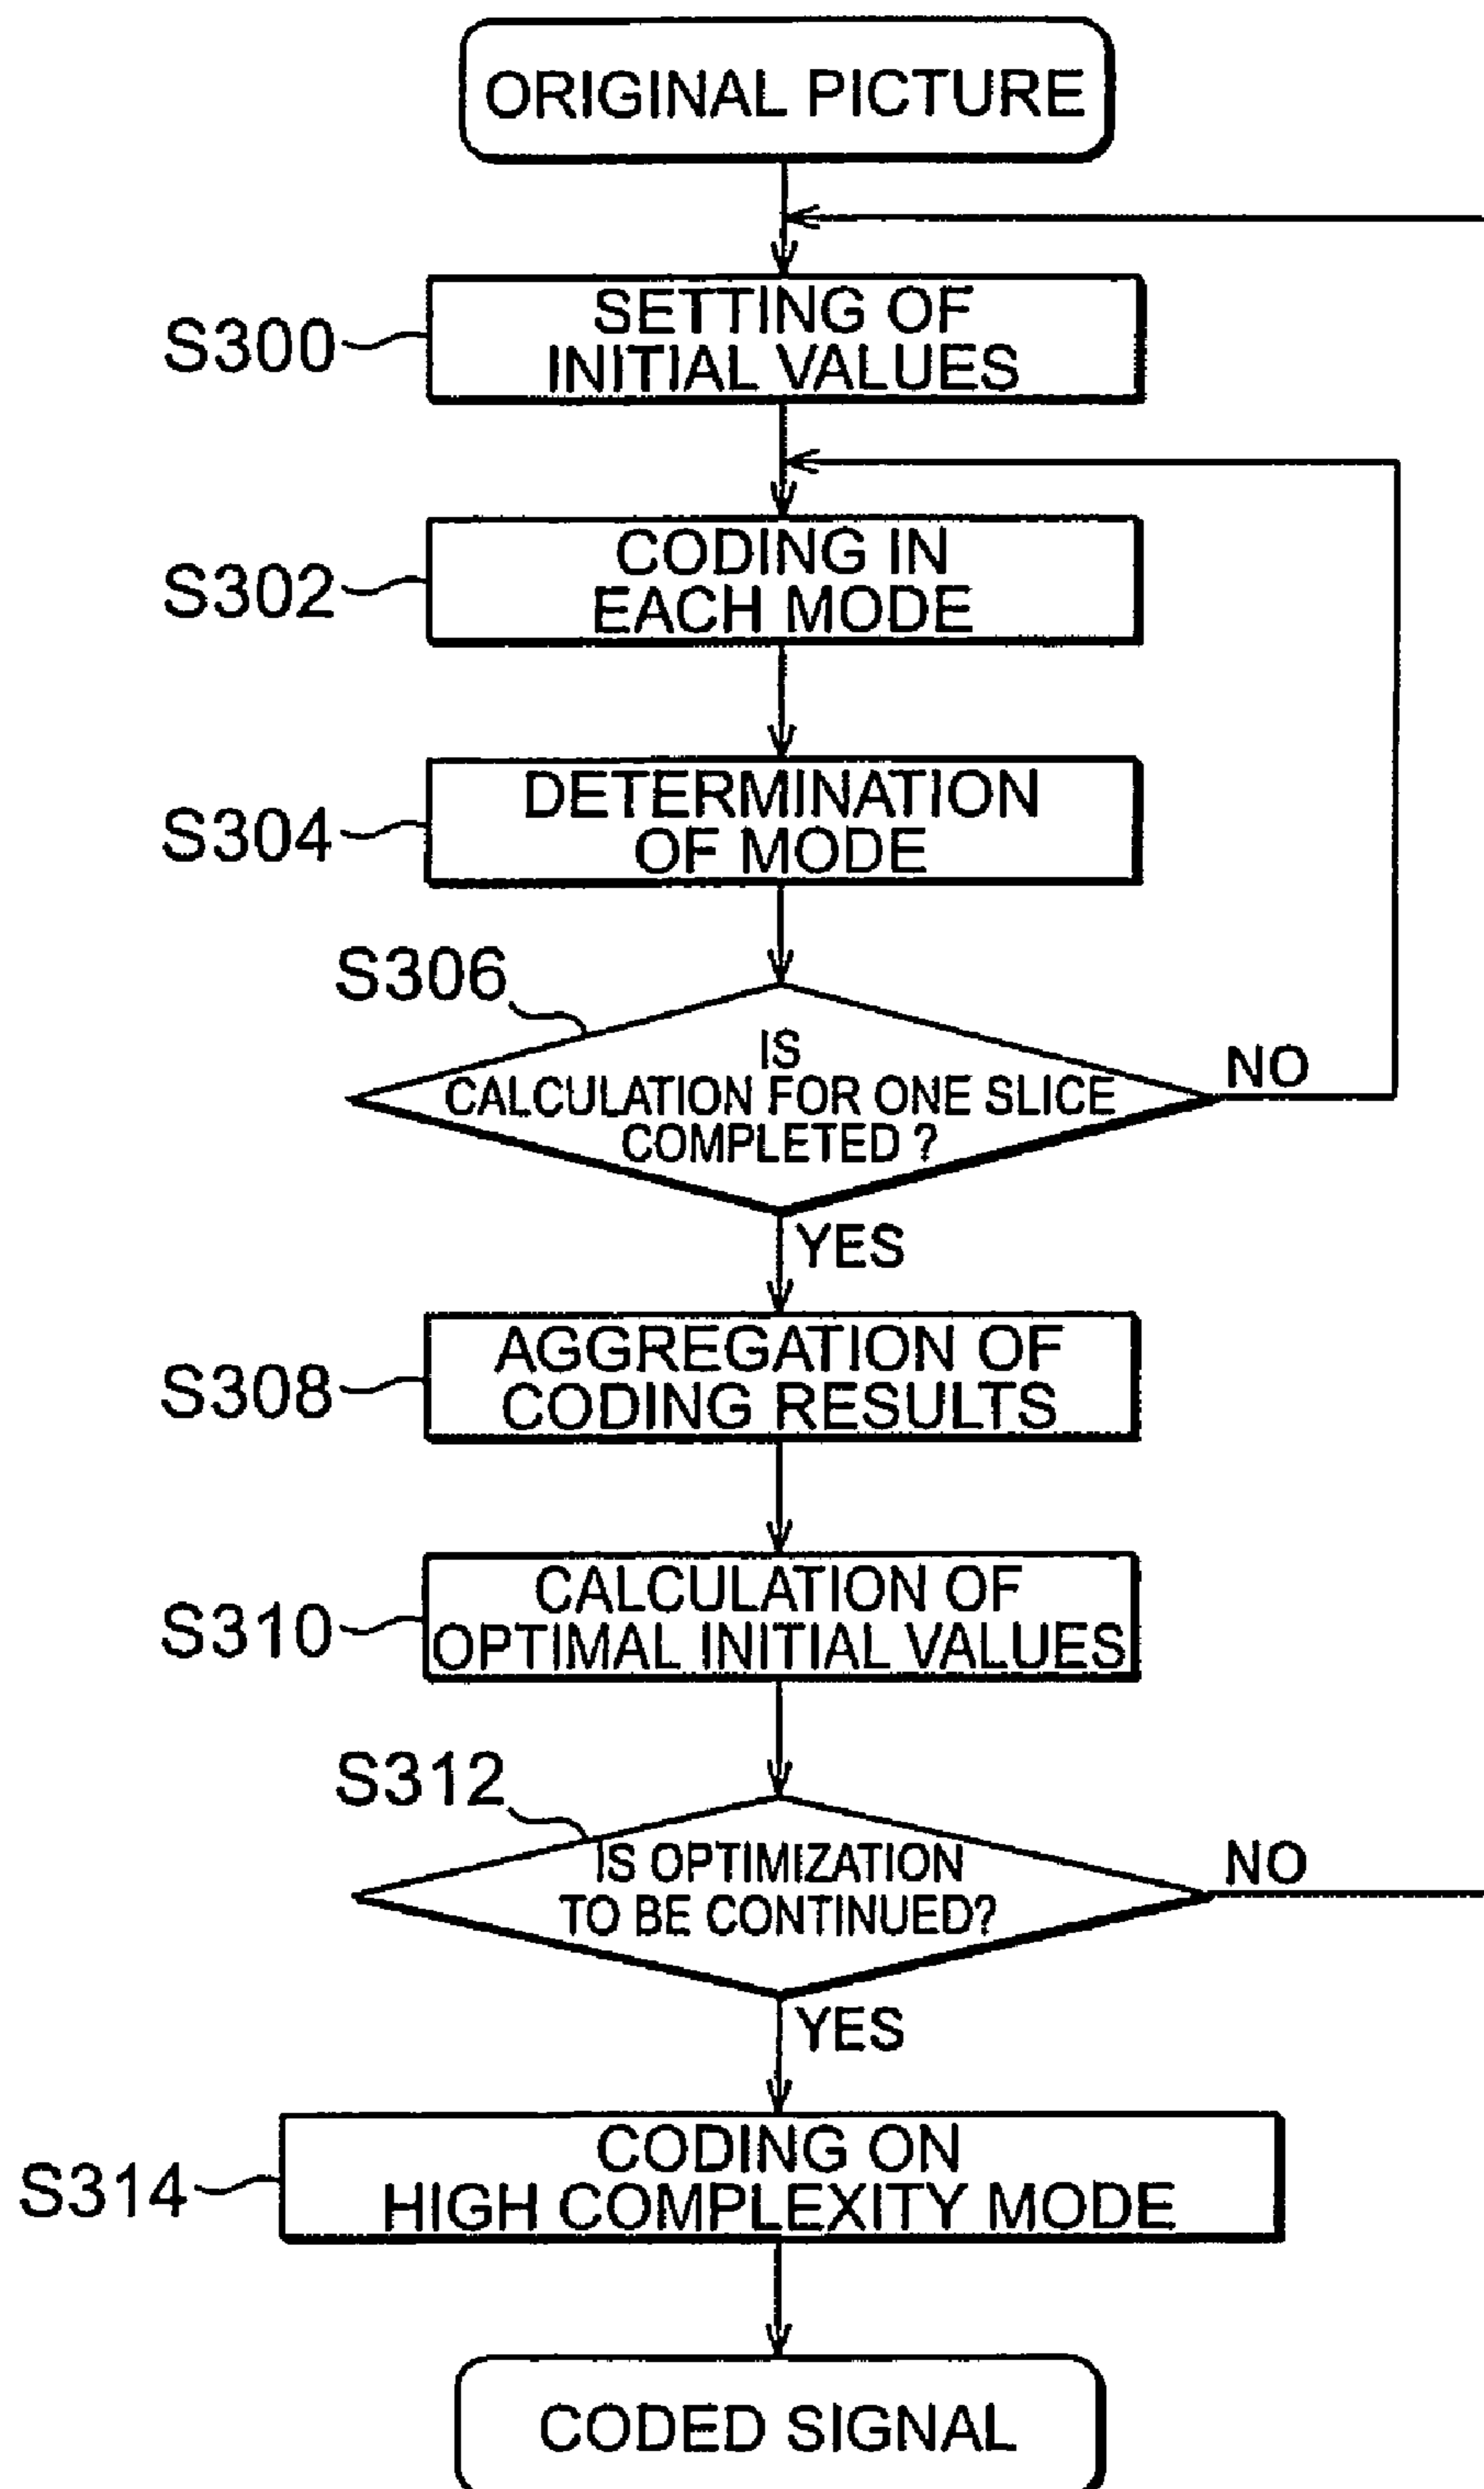 ORIGINAL PICTURE
S300
SETTING OF
INITIAL VALUES
S302
CODING IN
EACH MODE
S304
DETERMINATION
OF MODE
S306
IS
CALCULATION FOR ONE SLICE
COMPLETED ?
NO
YES
S308
AGGREGATION OF
CODING RESULTS
S310
CALCULATION OF
OPTIMAL INITIAL VALUES
S312
IS OPTIMIZATION
TO BE CONTINUED?
NO
YES
S314
CODING ON
HIGH COMPLEXITY MODE
CODED SIGNAL